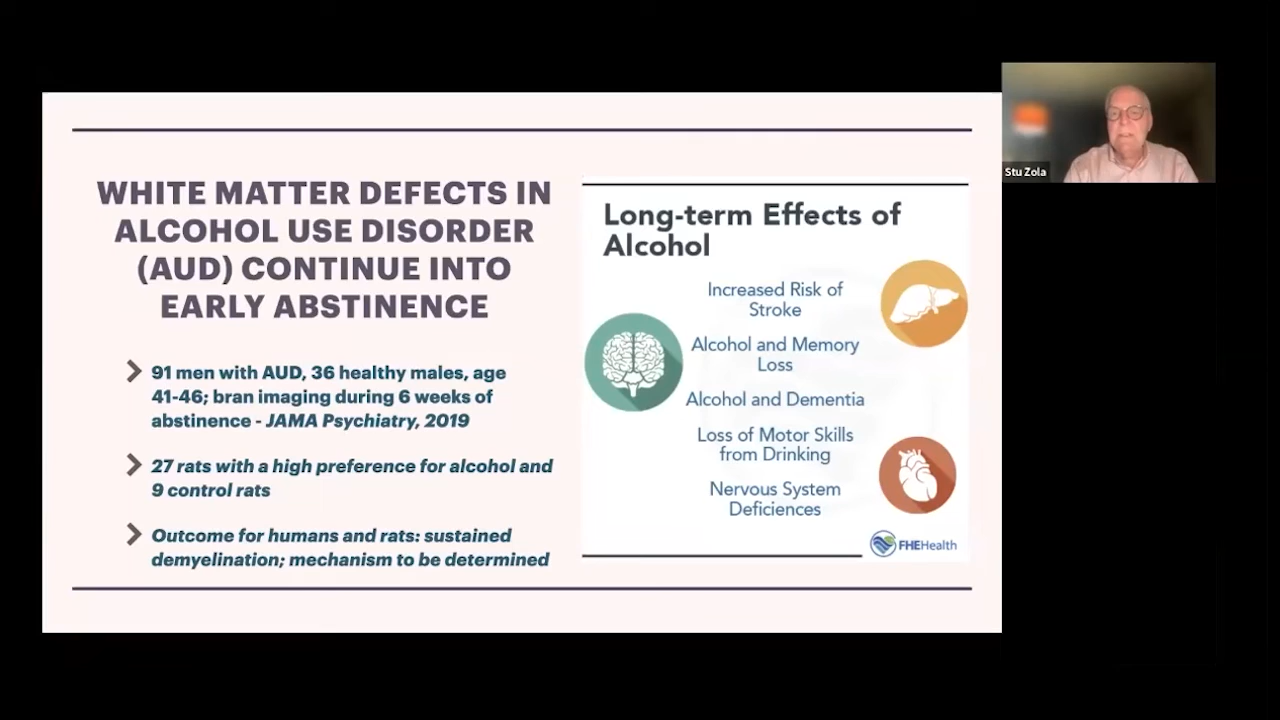 WHITE MATTER DEFECTS IN
ALCOHOL USE DISORDER
(AUD) CONTINUE INTO
EARLY ABSTINENCE
91 men with AUD, 36 healthy males, age
41-46; bran imaging during 6 weeks of
abstinence - JAMA Psychiatry, 2019
27 rats with a high preference for alcohol and
9 control rats
Outcome for humans and rats: sustained
demyelination; mechanism to be determined
Long-term Effects of
Alcohol
Increased Risk of
Stroke
Alcohol and Memory
Loss
Alcohol and Dementia
Loss of Motor Skills
from Drinking
Nervous System
Deficiences
FHEHealth
Stu Zola